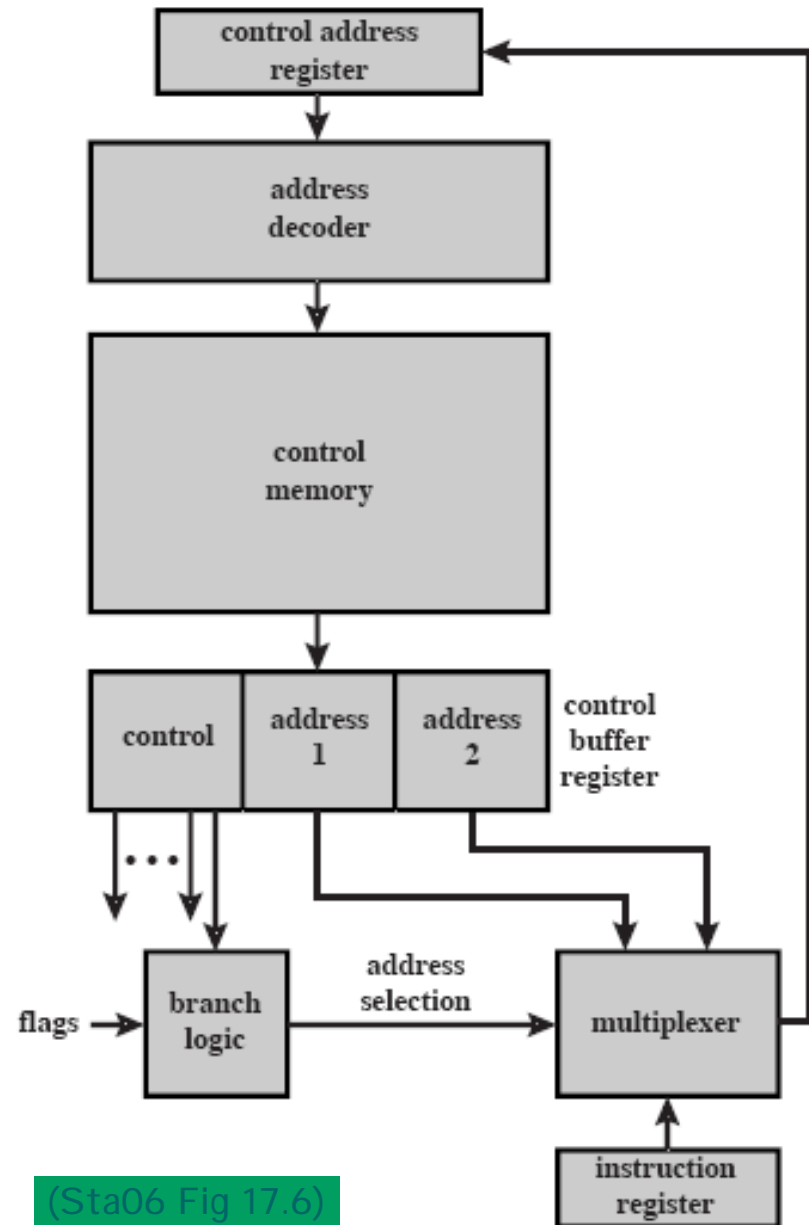 control address
register
address
decoder
control
memory
control
address
1
address
2
control
buffer
register
•••
flags
branch
logic
address
selection
multiplexer
instruction
register
(Sta06 Fig 17.6)